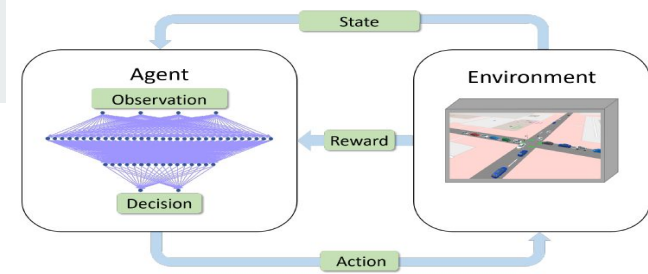 State
Agent
Environment
Observation
Reward
Decision
Action